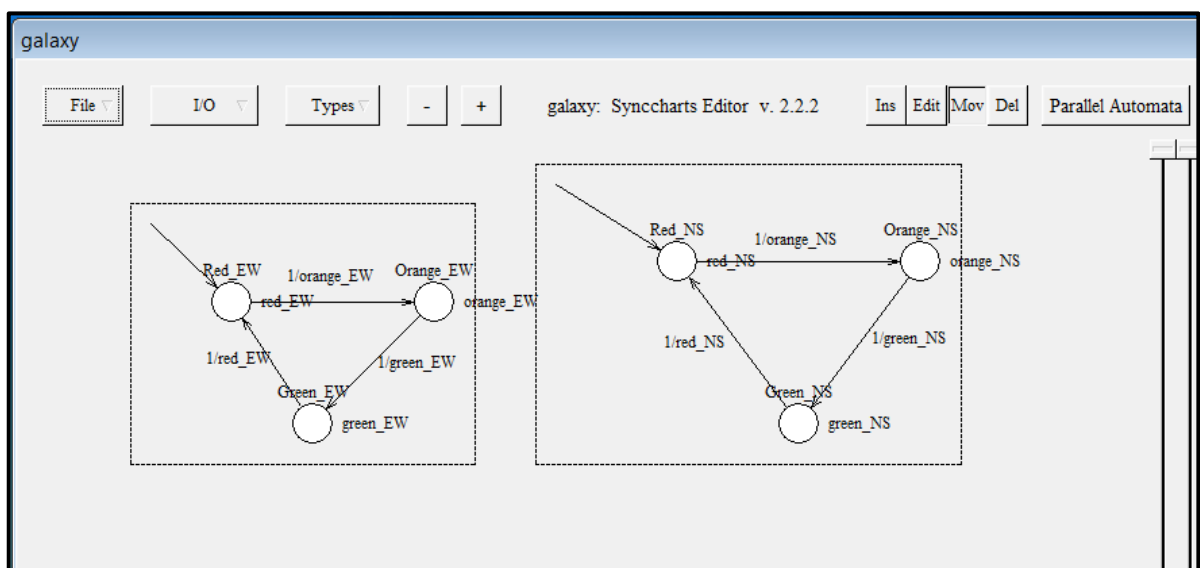 galaxy
File I/O Types - + galaxy: Synccharts Editor v. 2.2.2 Ins Edit Mov Del Parallel Automata
Red_EW
1/orange_EW
Orange_EW
red_EW
orange_EW
1/red_EW
1/green_EW
Green_EW
green_EW
Red_NS
1/orange_NS
Orange_NS
red_NS
orange_NS
1/red_NS
1/green_NS
Green_NS
green_NS